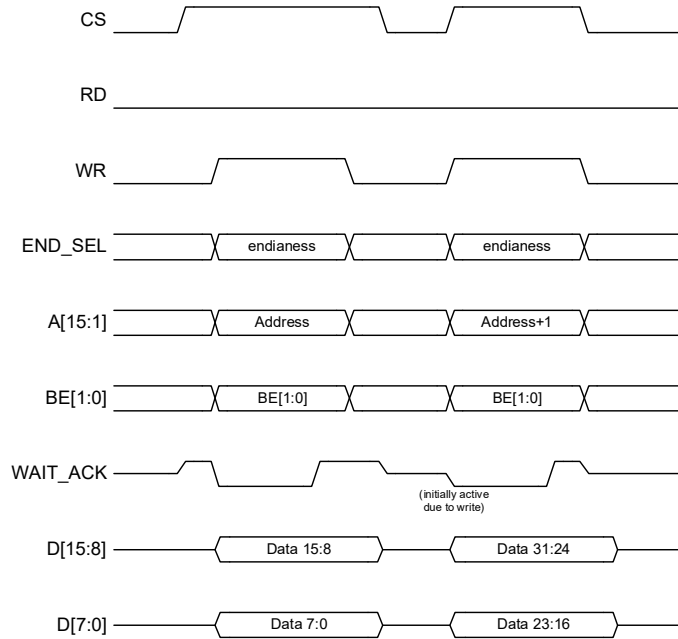 CS
RD
WR
END_SEL endianess endianess
A[15:1] Address Address+1
BE[1:0] BE[1:0] BE[1:0]
WAIT_ACK
(initially active
due to write)
D[15:8] Data 15:8 Data 31:24
D[7:0] Data 7:0 Data 23:16